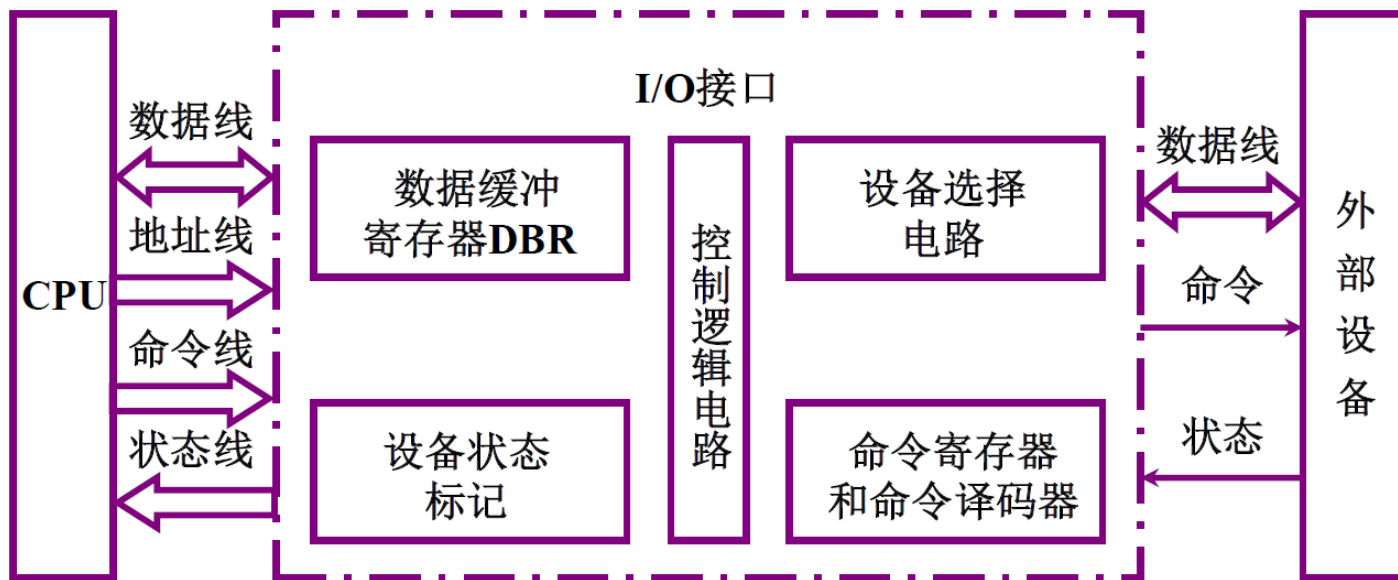 I/O接口
CPU
数据线
地址线
命令线
状态线
数据缓冲
寄存器DBR
设备状态
标记
控制逻辑电路
设备选择
电路
命令寄存器
和命令译码器
数据线
命令
状态
外部设备